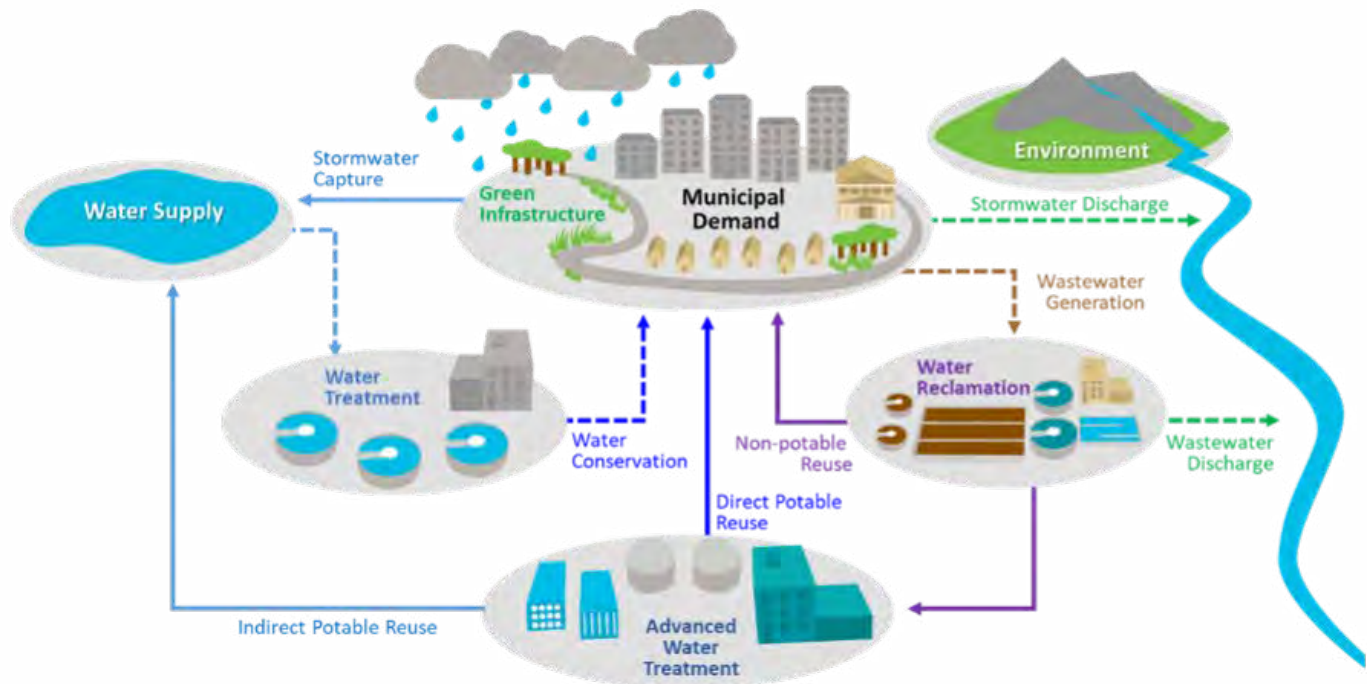 Stormwater
Capture
Water Supply
Green
Infrastructure
Municipal
Demand
Environment
Stormwater Discharge
Wastewater
Generation
Water
Treatment
Water
Reclamation
Water
Conservation
Non-potable
Reuse
Wastewater
Discharge
Direct Potable
Reuse
Indirect Potable Reuse
Advanced
Water
Treatment